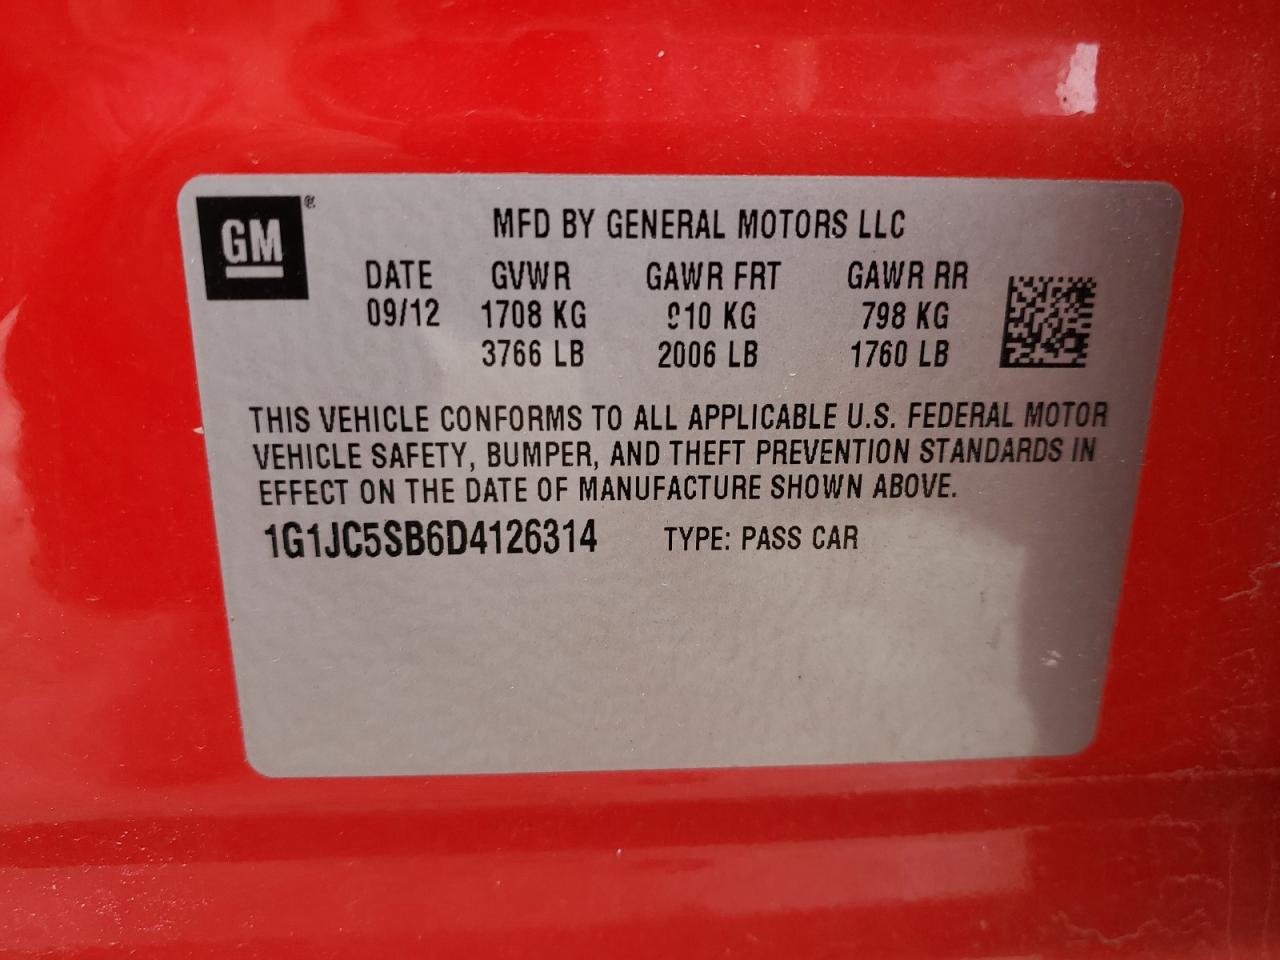 GM®
MFD BY GENERAL MOTORS LLC
DATE GVWR GAWR FRT GAWR RR
09/12 1708 KG 910 KG 798 KG
3766 LB 2006 LB 1760 LB
THIS VEHICLE CONFORMS TO ALL APPLICABLE U.S. FEDERAL MOTOR
VEHICLE SAFETY, BUMPER, AND THEFT PREVENTION STANDARDS IN
EFFECT ON THE DATE OF MANUFACTURE SHOWN ABOVE.
1G1JC5SB6D4126314 TYPE: PASS CAR